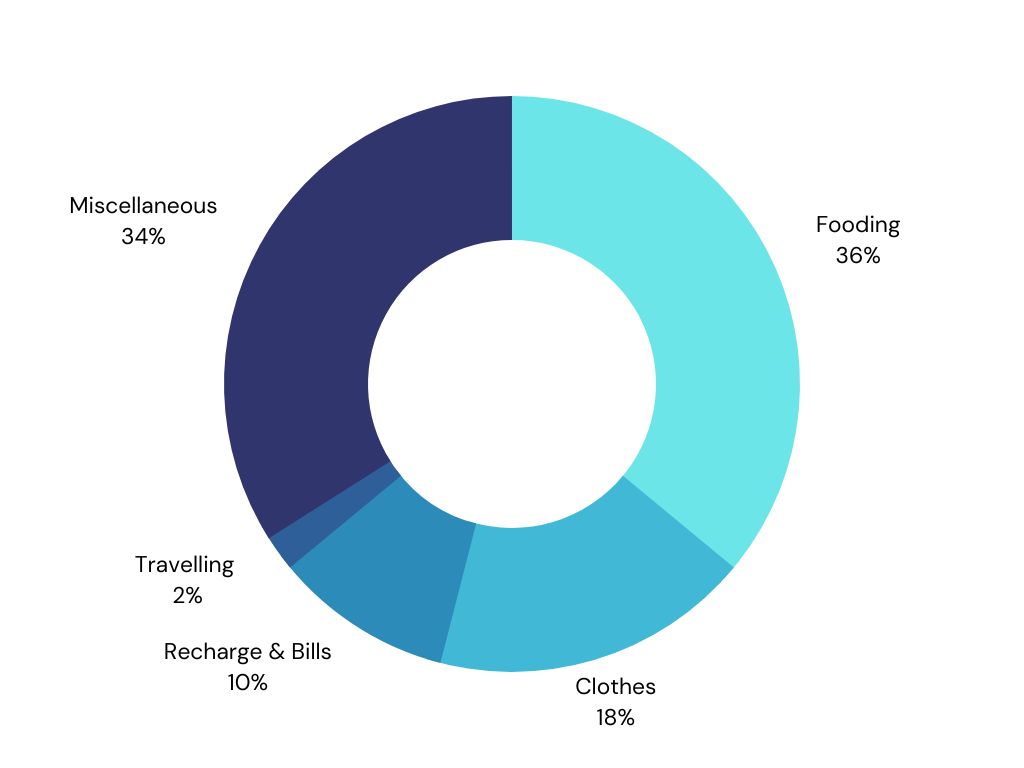 Miscellaneous
34%
Fooding
36%
Travelling
2%
Recharge & Bills
10%
Clothes
18%